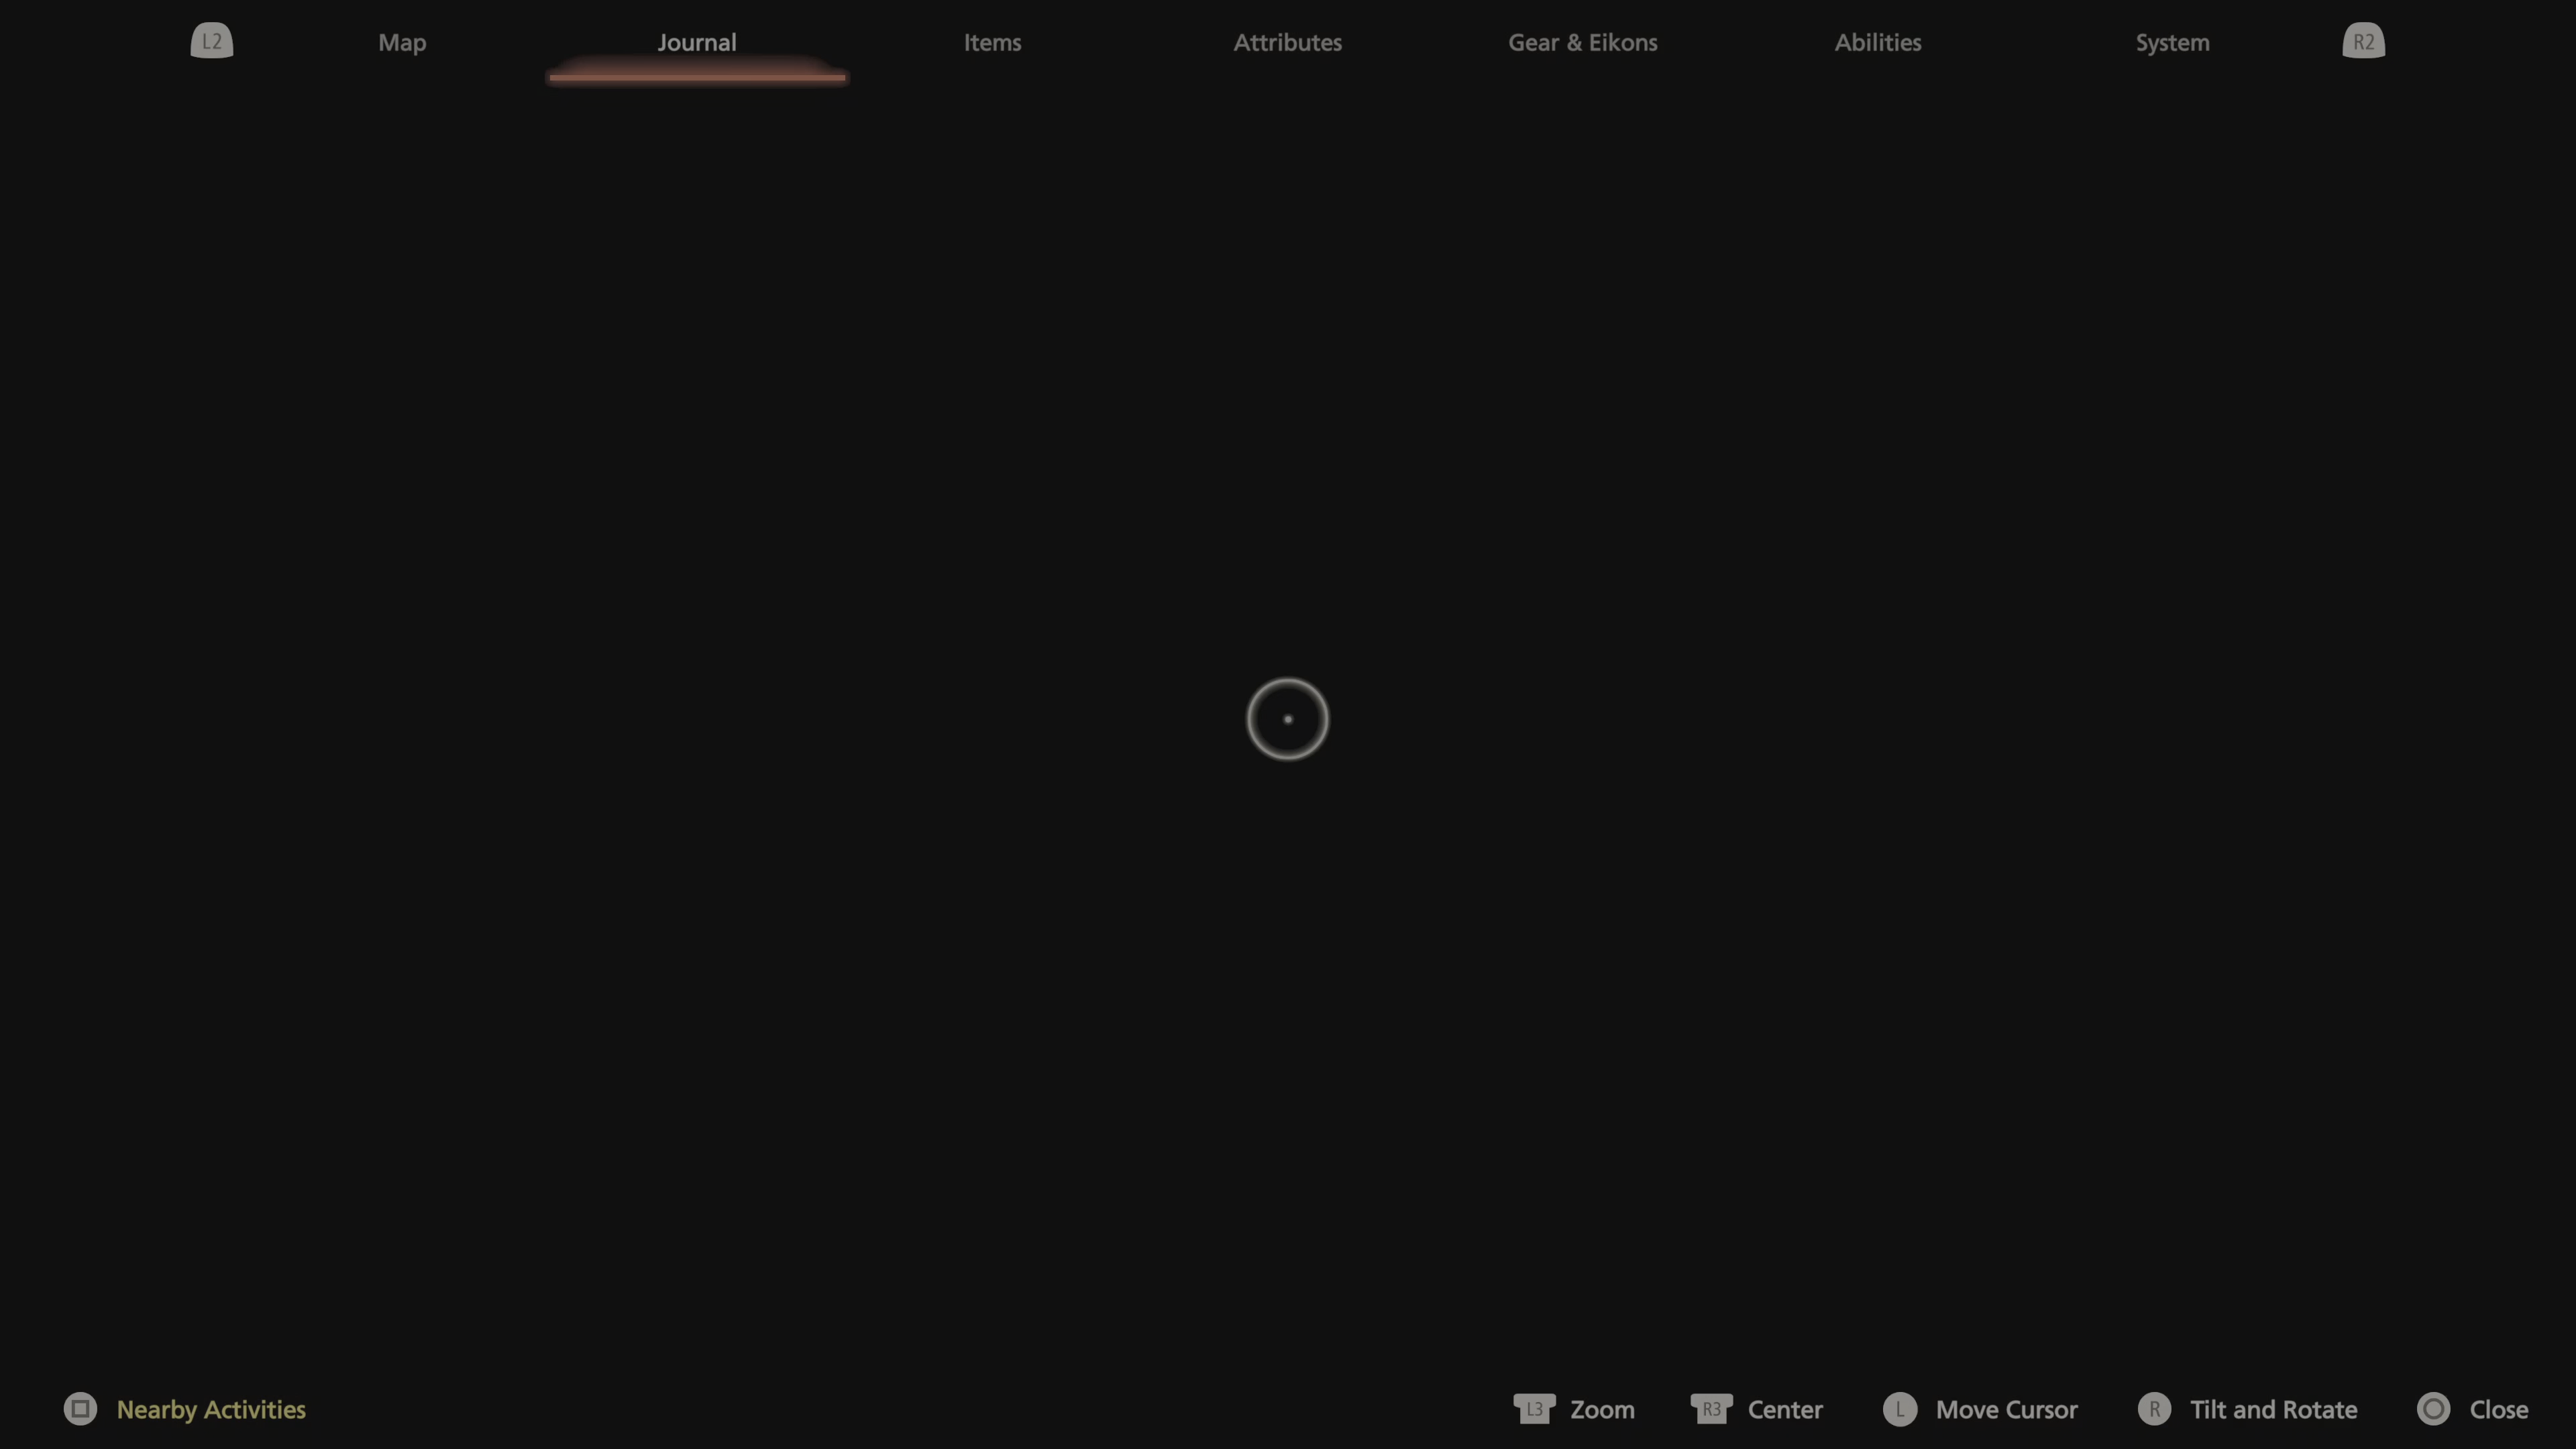 L2 Map Journal Items Attributes Gear & Eikons Abilities System R2
Nearby Activities L3 Zoom R3 Center L Move Cursor R Tilt and Rotate Close